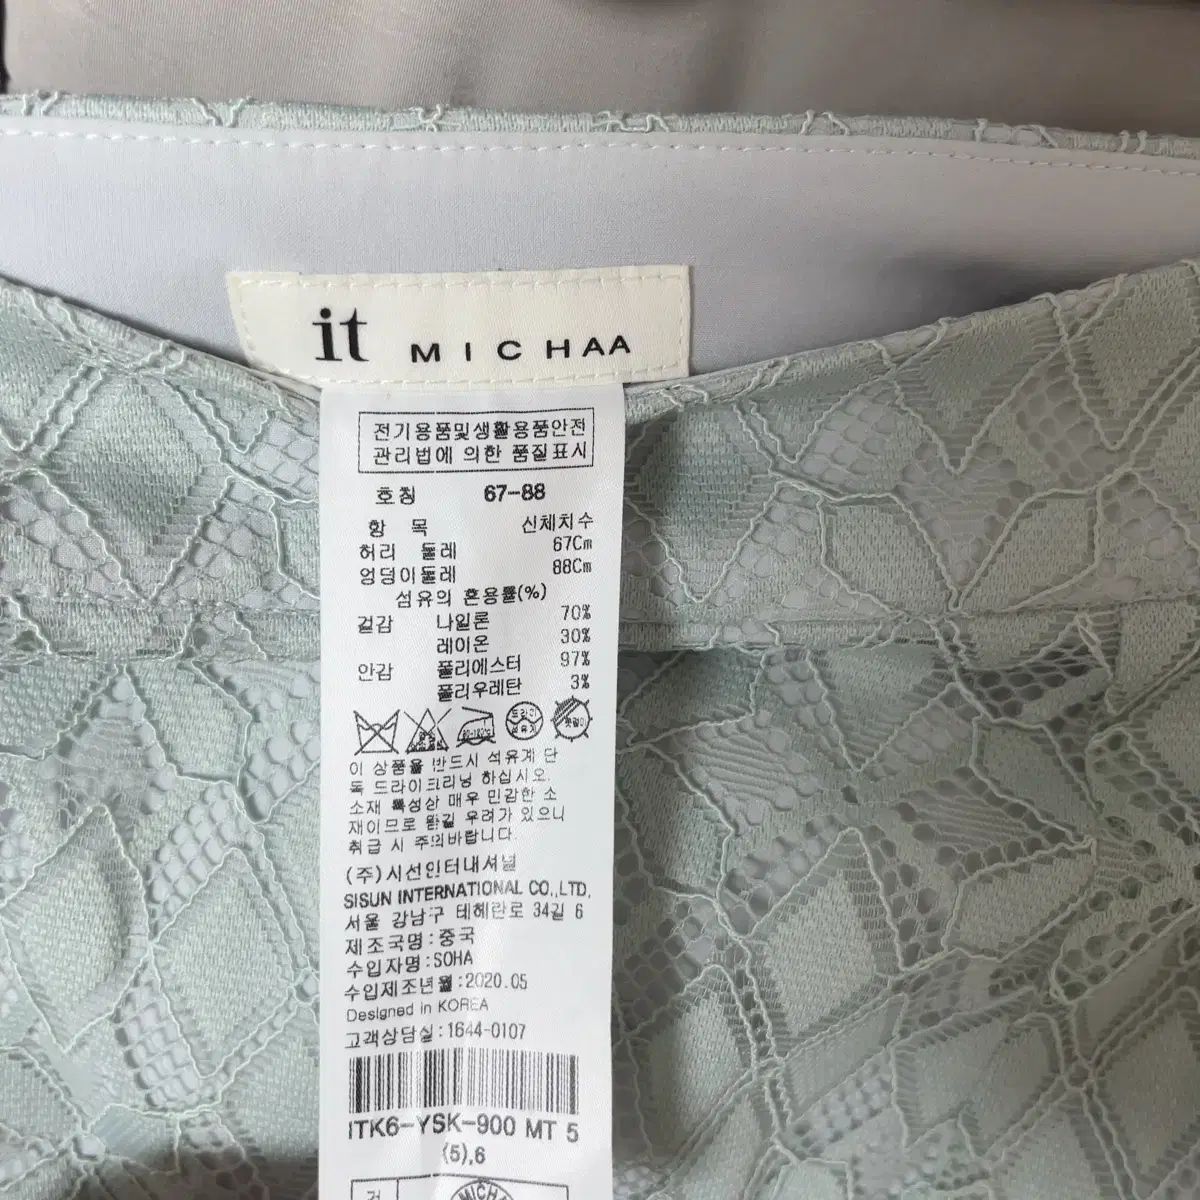 it MICHAA
전기용품및생활용품안전
관리법에 의한 품질표시
호칭 67-88
항 목 신체치수
허리 둘레 67Cm
엉덩이둘레 88Cm
섬유의 혼용률(%)
겉감 나일론 70%
레이온 30%
안감 폴리에스터 97%
폴리우레탄 3%
드라이
석유계
이 상품을 반드시 석유계 단
독 드라이크리닝 하십시오.
소재 특성상 매우 민감한 소
재이므로 뜯길 우려가 있으니
취급 시 주의바랍니다.
(주)시선인터내셔널
SISUN INTERNATIONAL CO.,LTD.
서울 강남구 테헤란로 34길 6
제조국명:중국
수입자명:SOHA
수입제조년월:2020.05
Designed in KOREA
고객상담실:1644-0107
ITK6-YSK-900 MT 5
(5),6
MICHA